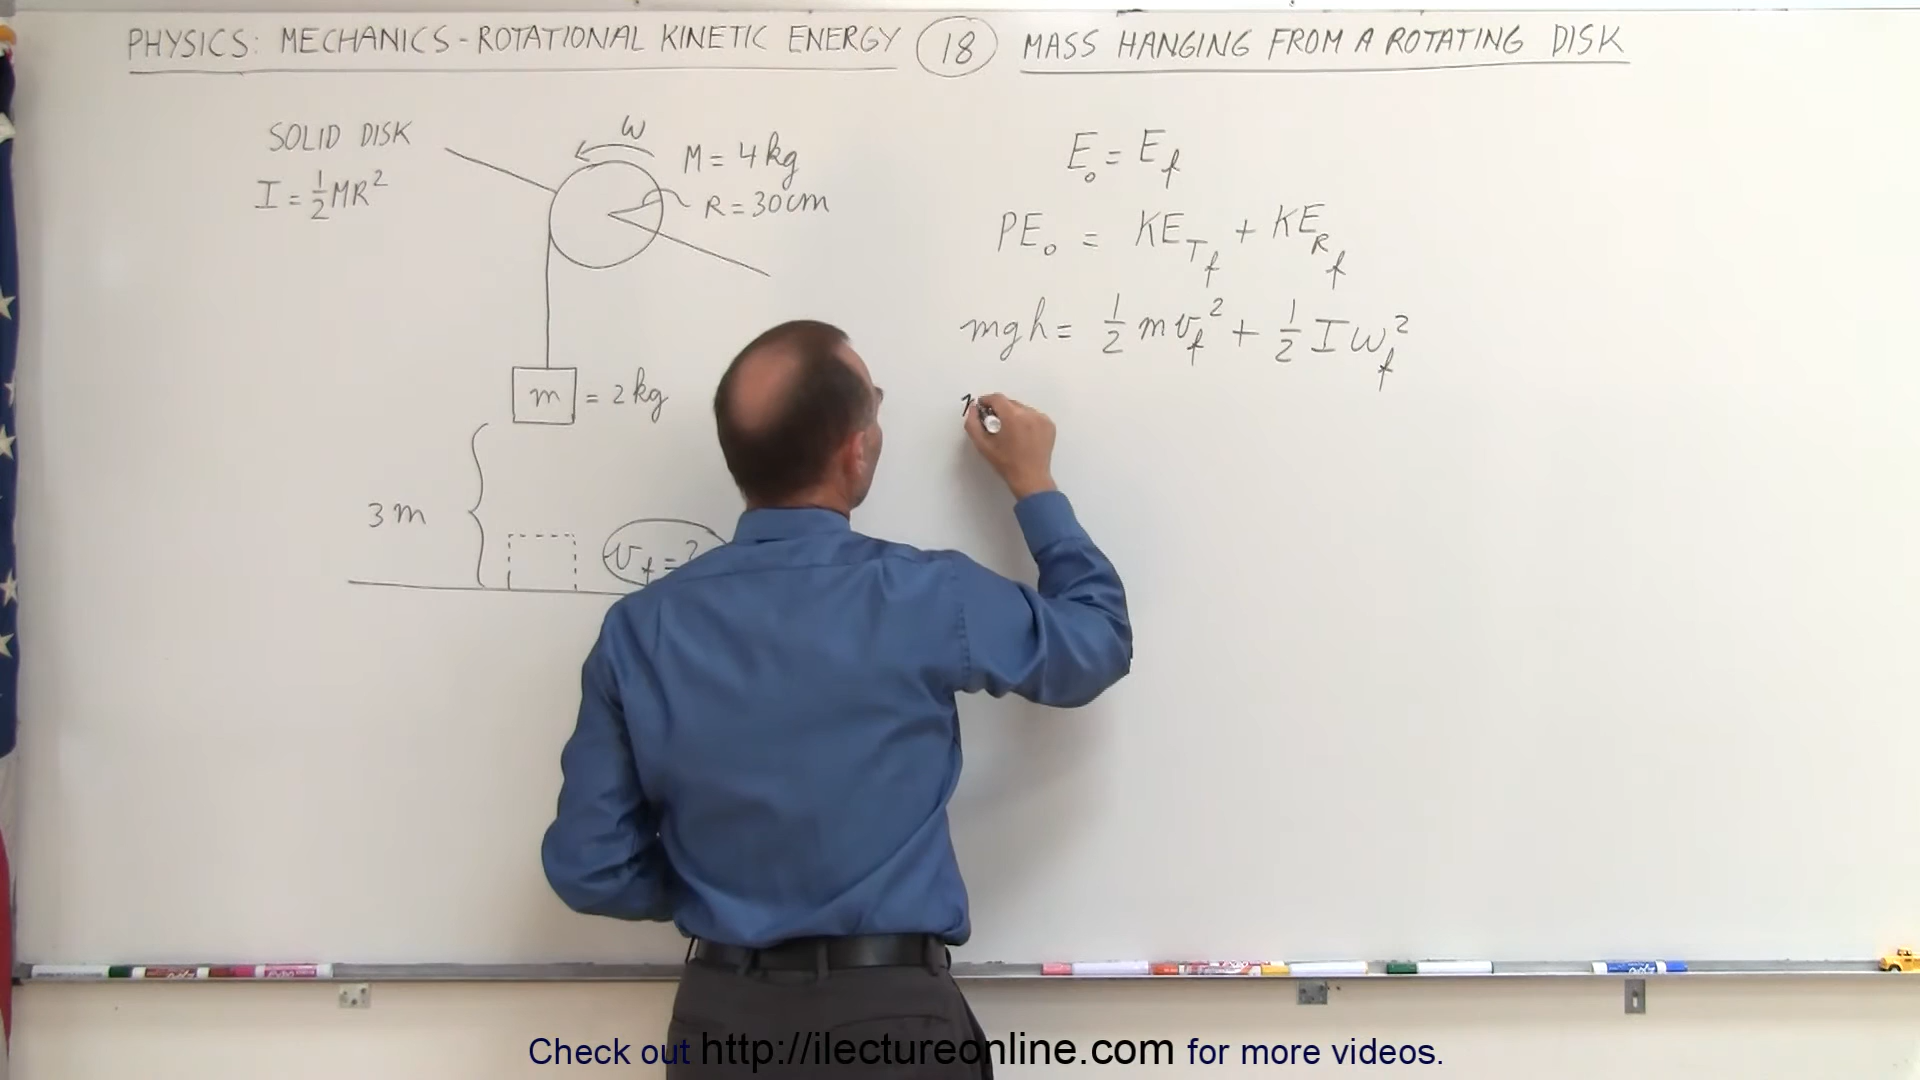 PHYSICS: MECHANICS - ROTATIONAL KINETIC ENERGY 18 MASS HANGING FROM A ROTATING DISK
SOLID DISK
I = 1/2 MR²
ω
M = 4 kg
R = 30 cm
m = 2 kg
3 m
v_f = ?
E₀ = E_f
PE₀ = KE_T_f + KE_R_f
mgh = 1/2 m v_f² + 1/2 I ω_f²
Check out http://ilectureonline.com for more videos.